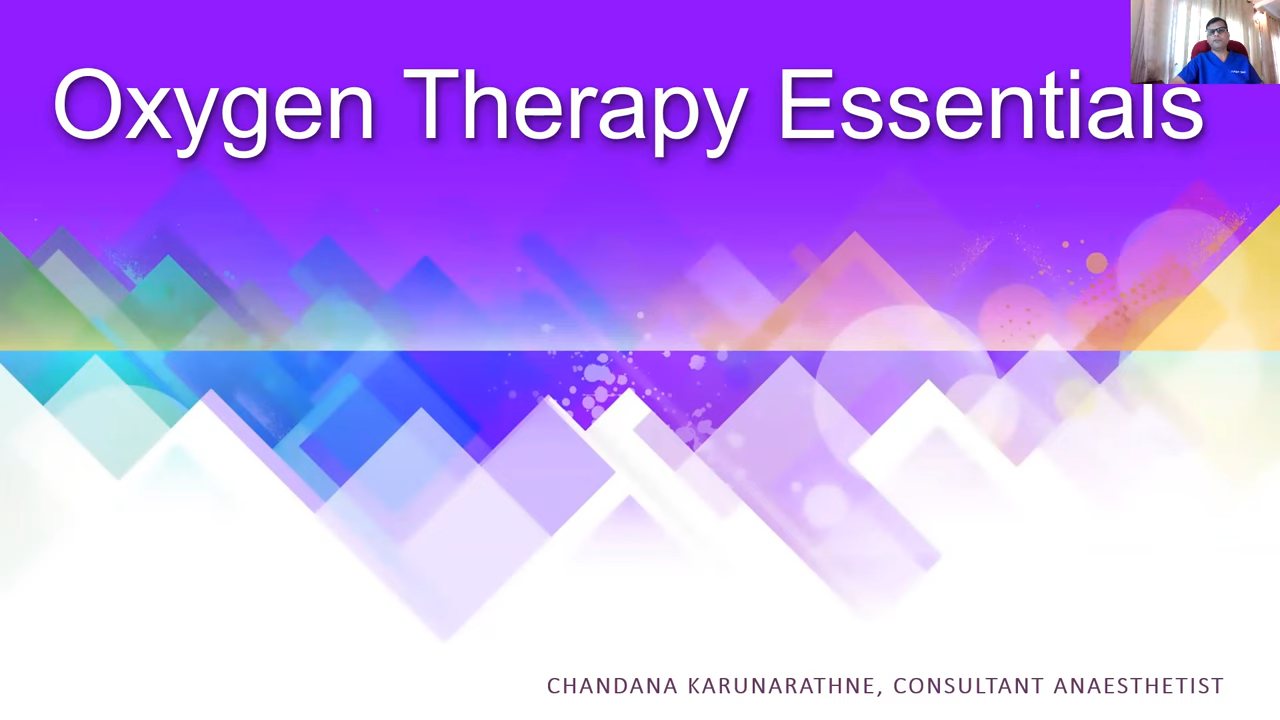 Oxygen Therapy Essentials
CHANDANA KARUNARATHNE, CONSULTANT ANAESTHETIST